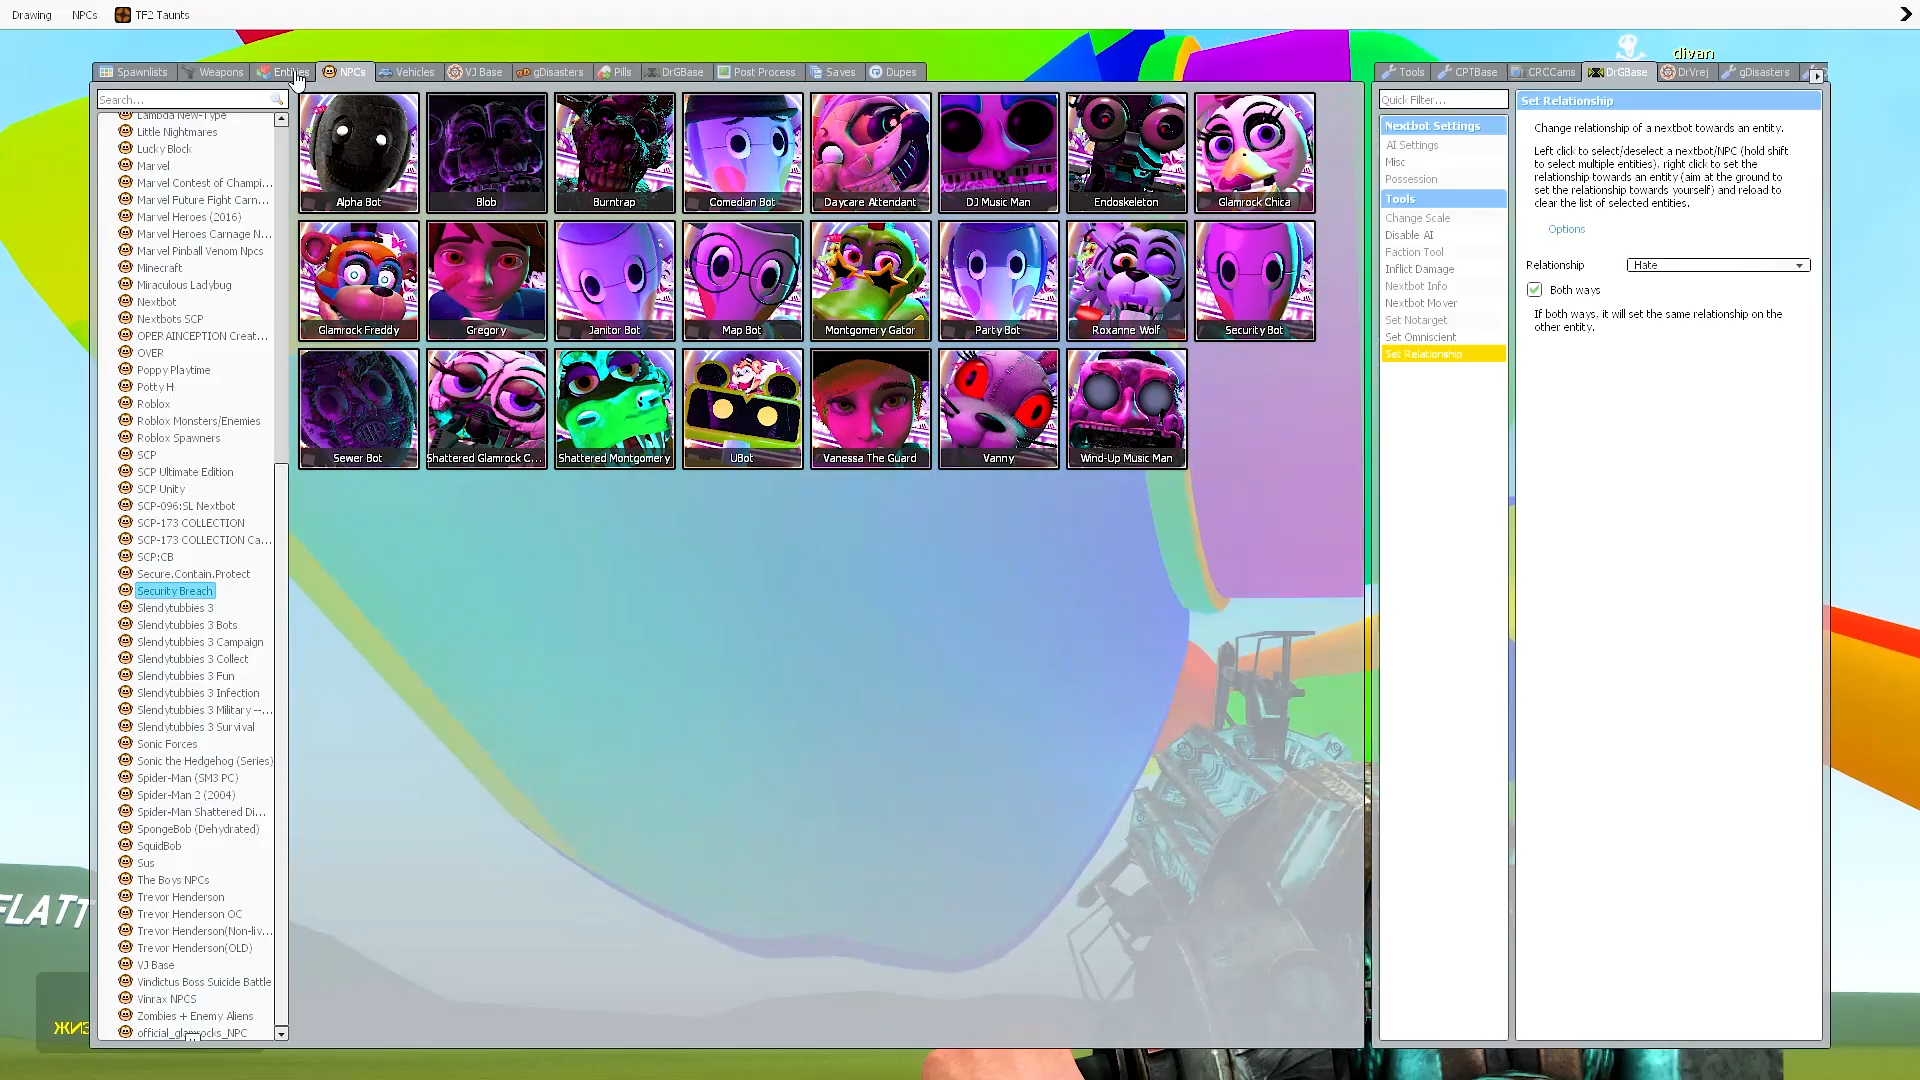 Drawing NPCs TF2 Taunts
divan
Spawnlists Weapons Entities NPCs Vehicles VJ Base gDisasters Pills DrGBase Post Process Saves Dupes
Tools CPTBase CRCCams DrGBase DrVrej gDisasters
Search...
Lambda New-Type
Little Nightmares
Lucky Block
Marvel
Marvel Contest of Champi...
Marvel Future Fight Carn...
Marvel Heroes (2016)
Marvel Heroes Carnage N...
Marvel Pinball Venom Npcs
Minecraft
Miraculous Ladybug
Nextbot
Nextbots SCP
OPERAINCEPTION Creat...
OVER
Poppy Playtime
Potty H
Roblox
Roblox Monsters/Enemies
Roblox Spawners
SCP
SCP Ultimate Edition
SCP Unity
SCP-096:SL Nextbot
SCP-173 COLLECTION
SCP-173 COLLECTION Ca...
SCP:CB
Secure.Contain.Protect
Security Breach
Slendytubbies 3
Slendytubbies 3 Bots
Slendytubbies 3 Campaign
Slendytubbies 3 Collect
Slendytubbies 3 Fun
Slendytubbies 3 Infection
Slendytubbies 3 Military --...
Slendytubbies 3 Survival
Sonic Forces
Sonic the Hedgehog (Series)
Spider-Man (SM3 PC)
Spider-Man 2 (2004)
Spider-Man Shattered Di...
SpongeBob (Dehydrated)
SquidBob
Sus
The Boys NPCs
Trevor Henderson
Trevor Henderson OC
Trevor Henderson(Non-liv...
Trevor Henderson(OLD)
VJ Base
Vindictus Boss Suicide Battle
Vinrax NPCS
Zombies + Enemy Aliens
official_glamrocks_NPC
Alpha Bot Blob Burntrap Comedian Bot Daycare Attendant DJ Music Man Endoskeleton Glamrock Chica
Glamrock Freddy Gregory Janitor Bot Map Bot Montgomery Gator Party Bot Roxanne Wolf Security Bot
Sewer Bot Shattered Glamrock C... Shattered Montgomery UBot Vanessa The Guard Vanny Wind-Up Music Man
Quick Filter...
Nextbot Settings
AI Settings
Misc
Possession
Tools
Change Scale
Disable AI
Faction Tool
Inflict Damage
Nextbot Info
Nextbot Mover
Set Notarget
Set Omniscient
Set Relationship
Set Relationship
Change relationship of a nextbot towards an entity.
Left click to select/deselect a nextbot/NPC (hold shift
to select multiple entities), right click to set the
relationship towards an entity (aim at the ground to
set the relationship towards yourself) and reload to
clear the list of selected entities.
Options
Relationship Hate
Both ways
If both ways, it will set the same relationship on the
other entity.
FLATT
ЖИЗ